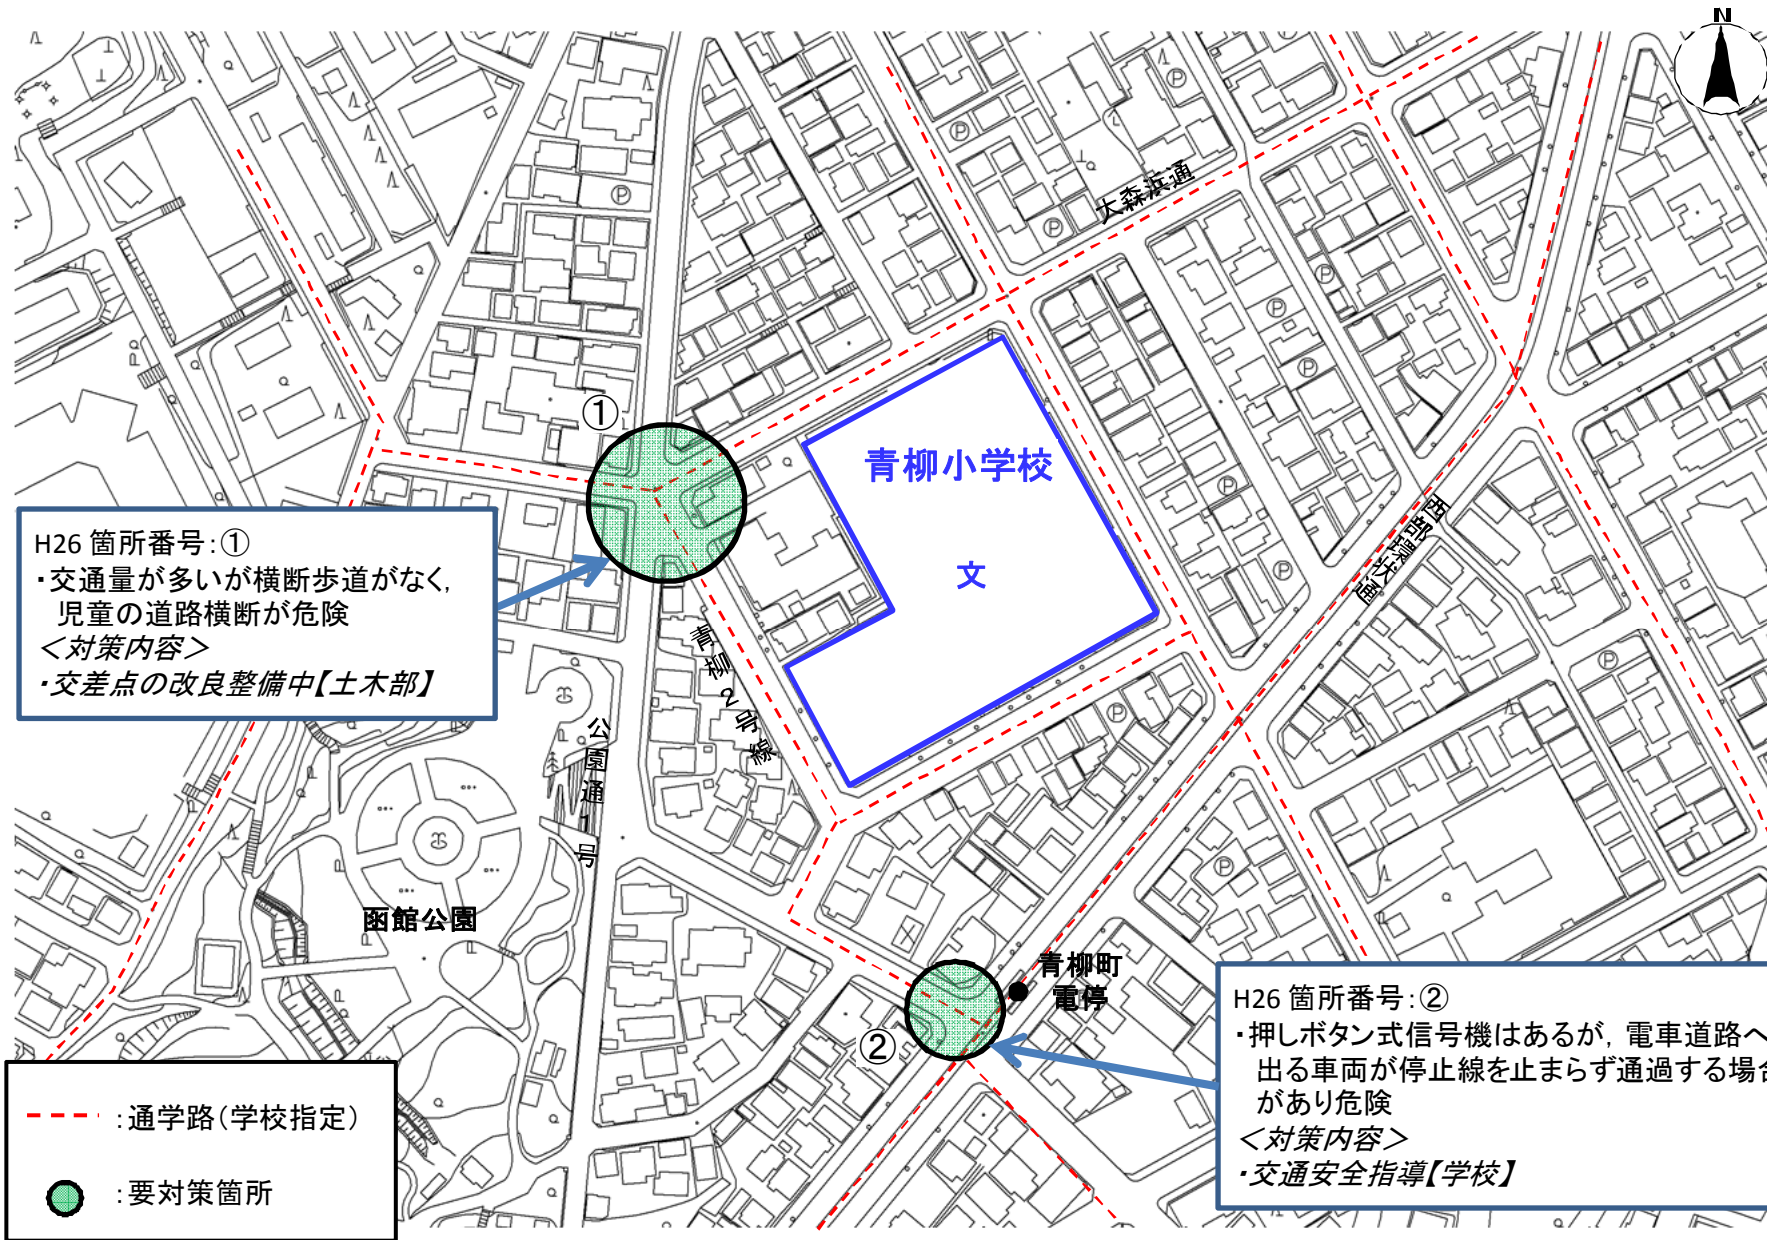 N
大森浜通
①
青柳小学校
文
西部環状通
H26 箇所番号:①
・交通量が多いが横断歩道がなく,
児童の道路横断が危険
<対策内容>
・交差点の改良整備中【土木部】
青柳2号線
公園通1号
函館公園
青柳町
電停
②
H26 箇所番号:②
・押しボタン式信号機はあるが, 電車道路へ
出る車両が停止線を止まらず通過する場合
があり危険
<対策内容>
・交通安全指導【学校】
:通学路(学校指定)
:要対策箇所
P
P
P
P
P
P
P
P
P
P
P
P
P